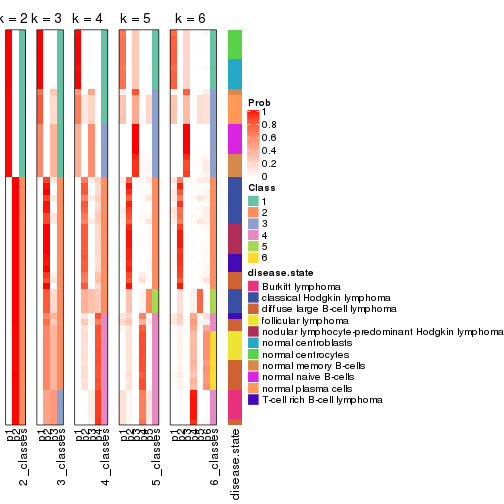 k = 2
k = 3
k = 4
k = 5
k = 6
Prob
1
0.8
0.6
0.4
0.2
0
Class
1
2
3
4
5
6
disease.state
Burkitt lymphoma
classical Hodgkin lymphoma
diffuse large B-cell lymphoma
follicular lymphoma
nodular lymphocyte-predominant Hodgkin lymphoma
normal centroblasts
normal centrocytes
normal memory B-cells
normal naive B-cells
normal plasma cells
T-cell rich B-cell lymphoma
p1
p2
2_classes
p1
p2
p3
3_classes
p1
p2
p3
p4
4_classes
p1
p2
p3
p4
p5
5_classes
p1
p2
p3
p4
p5
p6
6_classes
disease.state